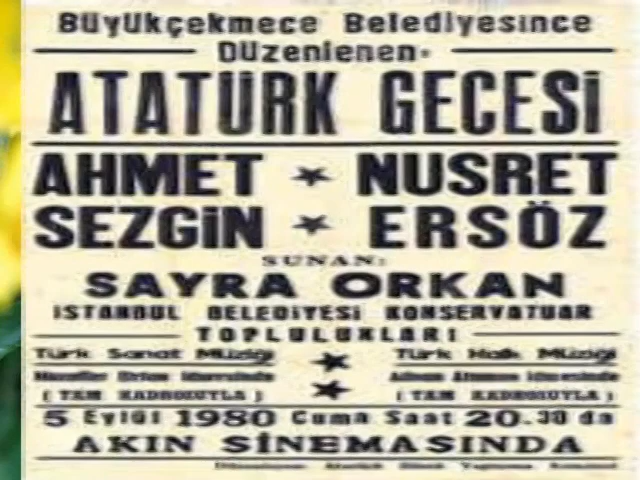 Büyükçekmece Belediyesince
Düzenlenen
ATATÜRK GECESİ
AHMET ★ NUSRET
SEZGİN ★ ERSÖZ
SUNAN:
SAYRA ORKAN
İSTANBUL BELEDİYESİ KONSERVATUAR
TOPLULUKLARI
Türk Sanat Müziği ★ Türk Halk Müziği
idaresinde ★ idaresinde
( TAM KADROSUYLA ) ( TAM KADROSUYLA )
5 Eylül 1980 Cuma Saat 20.30 da
AKIN SİNEMASINDA